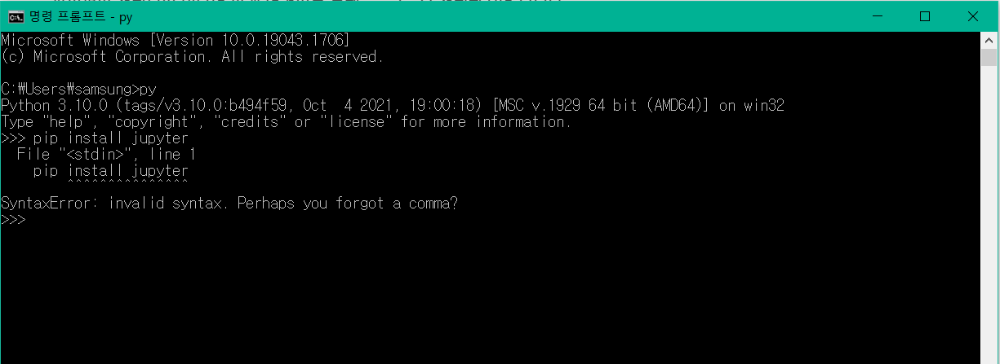 명령 프롬프트 - py
Microsoft Windows [Version 10.0.19043.1706]
(c) Microsoft Corporation. All rights reserved.
C:₩Users₩samsung>py
Python 3.10.0 (tags/v3.10.0:b494f59, Oct  4 2021, 19:00:18) [MSC v.1929 64 bit (AMD64)] on win32
Type "help", "copyright", "credits" or "license" for more information.
>>> pip install jupyter
  File "<stdin>", line 1
    pip install jupyter
        ^^^^^^^^^^^^^^^
SyntaxError: invalid syntax. Perhaps you forgot a comma?
>>>